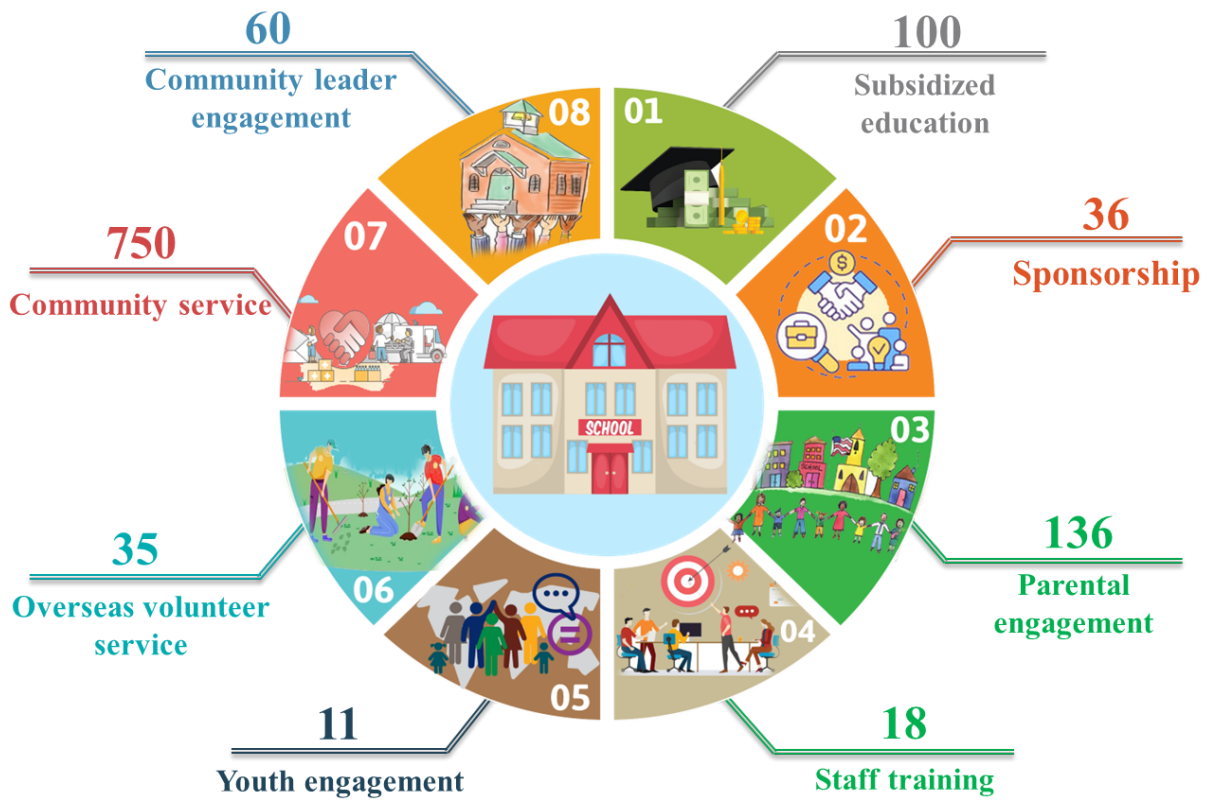 60
Community leader
engagement
100
Subsidized
education
08
01
750
Community service
07
02
36
Sponsorship
$
SCHOOL
03
SCHOOL
35
Overseas volunteer
service
06
136
Parental
engagement
04
05
11
Youth engagement
18
Staff training